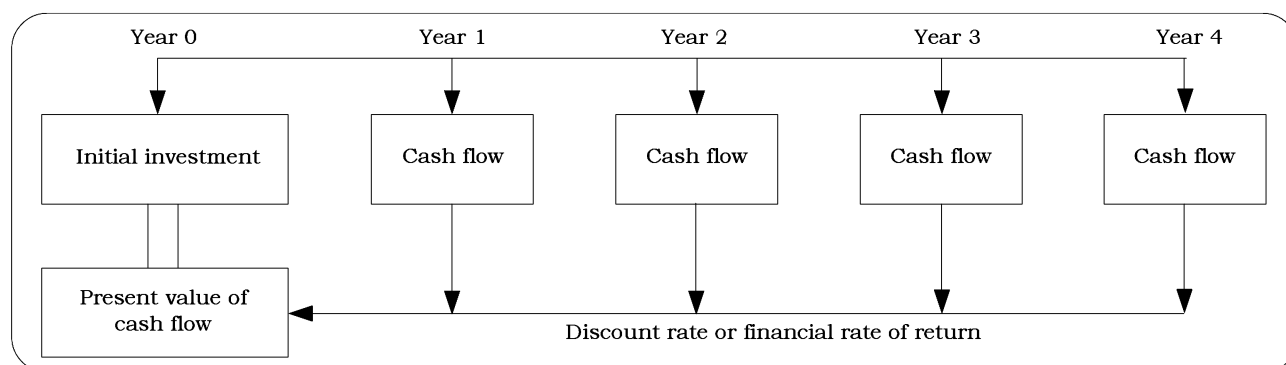 Year 0 Year 1 Year 2 Year 3 Year 4
Initial investment Cash flow Cash flow Cash flow Cash flow
Present value of
cash flow
Discount rate or financial rate of return